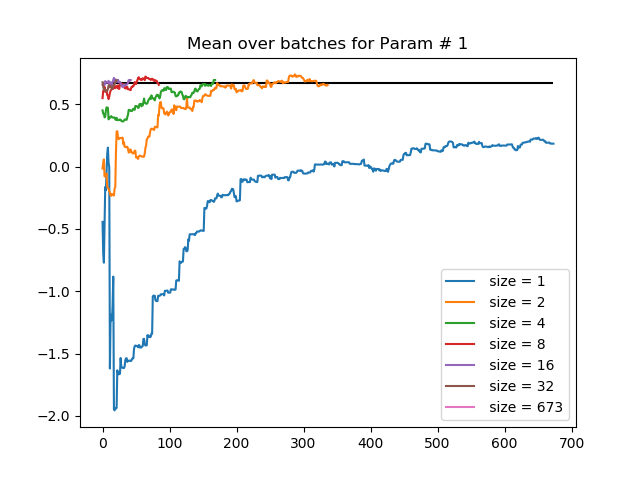 Mean over batches for Param # 1
0.5
0.0
−0.5
−1.0
−1.5
−2.0
size = 1
size = 2
size = 4
size = 8
size = 16
size = 32
size = 673
0 100 200 300 400 500 600 700